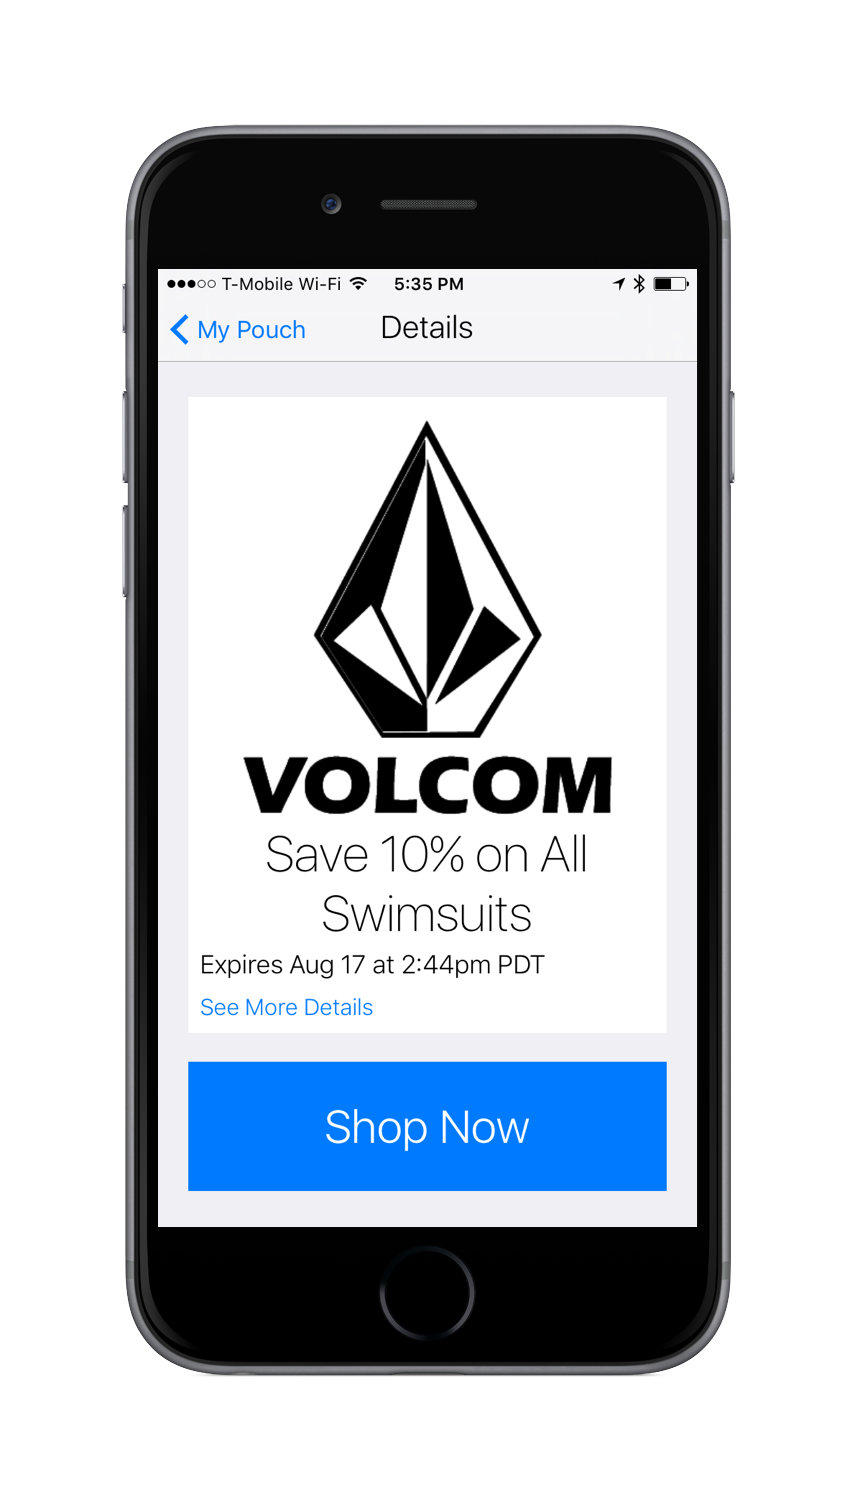 T-Mobile Wi-Fi 5:35 PM
My Pouch Details
VOLCOM
Save 10% on All
Swimsuits
Expires Aug 17 at 2:44pm PDT
See More Details
Shop Now